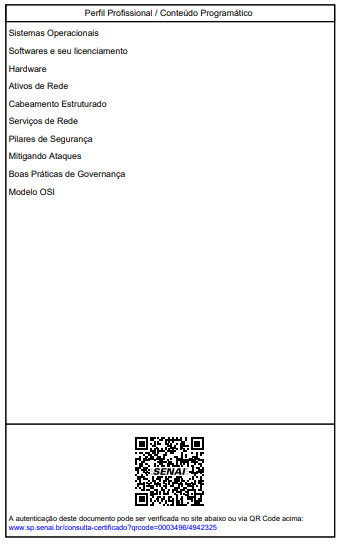 Perfil Profissional / Conteúdo Programático
Sistemas Operacionais
Softwares e seu licenciamento
Hardware
Ativos de Rede
Cabeamento Estruturado
Serviços de Rede
Pilares de Segurança
Mitigando Ataques
Boas Práticas de Governança
Modelo OSI
SENAI
A autenticação deste documento pode ser verificada no site abaixo ou via QR Code acima:
www.sp.senai.br/consulta-certificado?qrcode=0003496/4942325